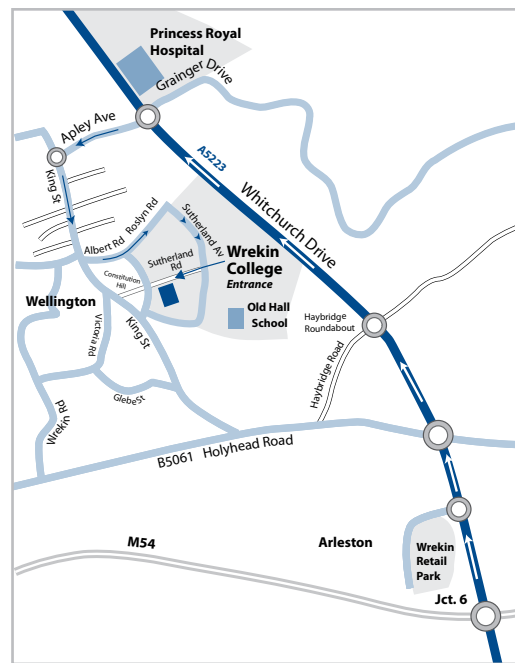 Princess Royal
Hospital
Grainger Drive
Apley Ave
A5223
King St
Whitchurch Drive
Roslyn Rd
Sutherland Av
Albert Rd
Sutherland
Rd
Wrekin
College
Entrance
Constitution
Hill
Wellington
Old Hall
School
Victoria Rd
King St
Haybridge
Roundabout
Haybridge Road
GlebeSt
Wrekin Rd
B5061 Holyhead Road
M54
Arleston
Wrekin
Retail
Park
Jct. 6